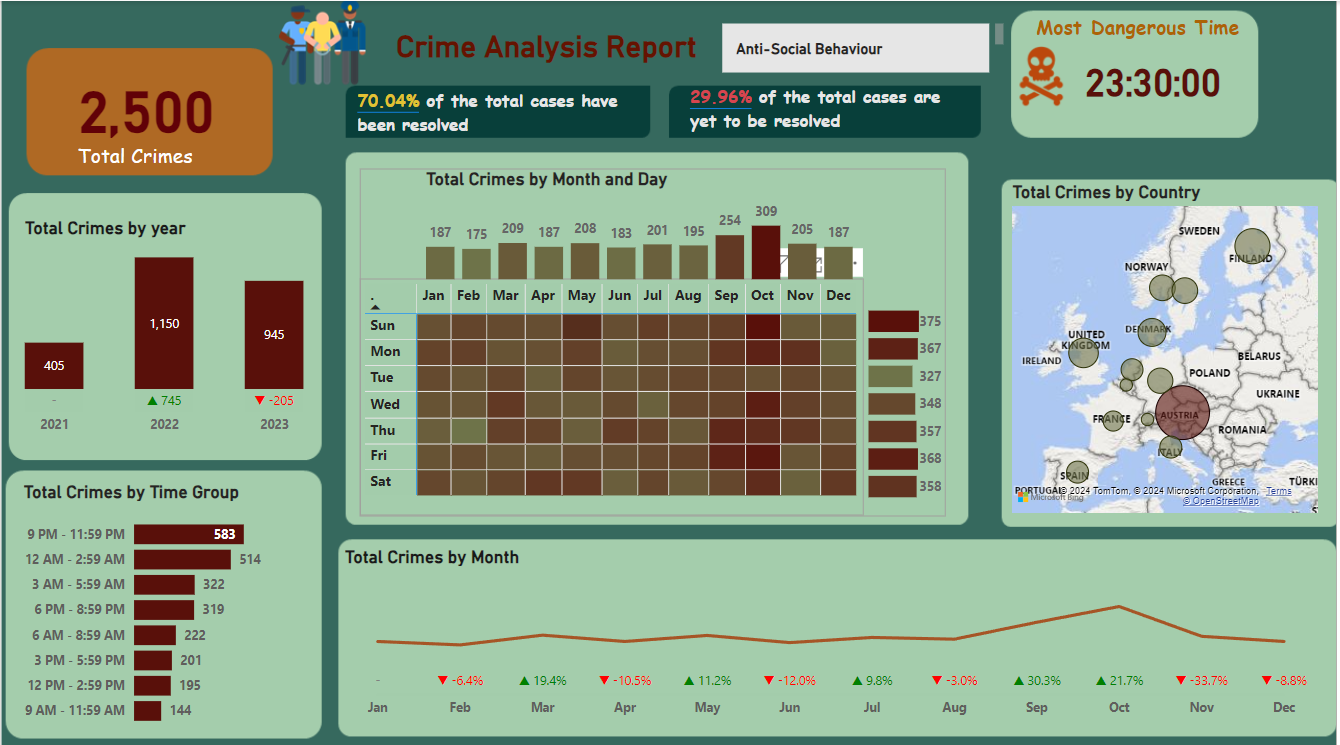 Crime Analysis Report
Anti-Social Behaviour
Most Dangerous Time
23:30:00
2,500
Total Crimes
70.04% of the total cases have
been resolved
29.96% of the total cases are
yet to be resolved
Total Crimes by year
1,150
945
405
-
▲ 745
▼ -205
2021
2022
2023
Total Crimes by Time Group
9 PM - 11:59 PM 583
12 AM - 2:59 AM 514
3 AM - 5:59 AM 322
6 PM - 8:59 PM 319
6 AM - 8:59 AM 222
3 PM - 5:59 PM 201
12 PM - 2:59 PM 195
9 AM - 11:59 AM 144
Total Crimes by Month and Day
187 175 209 187 208 183 201 195 254 309 205 187
. Jan Feb Mar Apr May Jun Jul Aug Sep Oct Nov Dec
Sun 375
Mon 367
Tue 327
Wed 348
Thu 357
Fri 368
Sat 358
Total Crimes by Country
SWEDEN
FINLAND
NORWAY
DENMARK
UNITED
KINGDOM
IRELAND
BELARUS
POLAND
UKRAINE
FRANCE
AUSTRIA
ROMANIA
ITALY
SPAIN
GREECE
TÜRKI
PORTUGAL
© 2024 TomTom, © 2024 Microsoft Corporation, Terms
Microsoft Bing
© OpenStreetMap
Total Crimes by Month
- ▼ -6.4% ▲ 19.4% ▼ -10.5% ▲ 11.2% ▼ -12.0% ▲ 9.8% ▼ -3.0% ▲ 30.3% ▲ 21.7% ▼ -33.7% ▼ -8.8%
Jan Feb Mar Apr May Jun Jul Aug Sep Oct Nov Dec